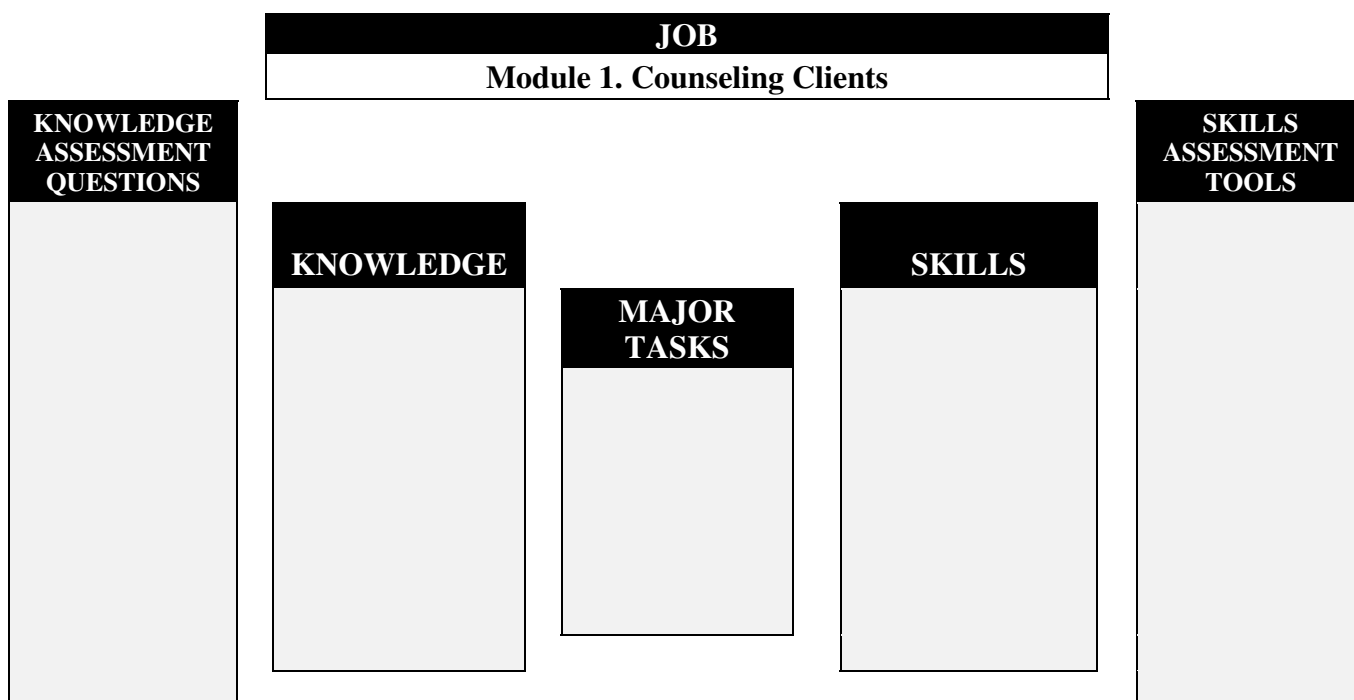 JOB
Module 1. Counseling Clients
KNOWLEDGE
ASSESSMENT
QUESTIONS
SKILLS
ASSESSMENT
TOOLS
KNOWLEDGE
SKILLS
MAJOR
TASKS